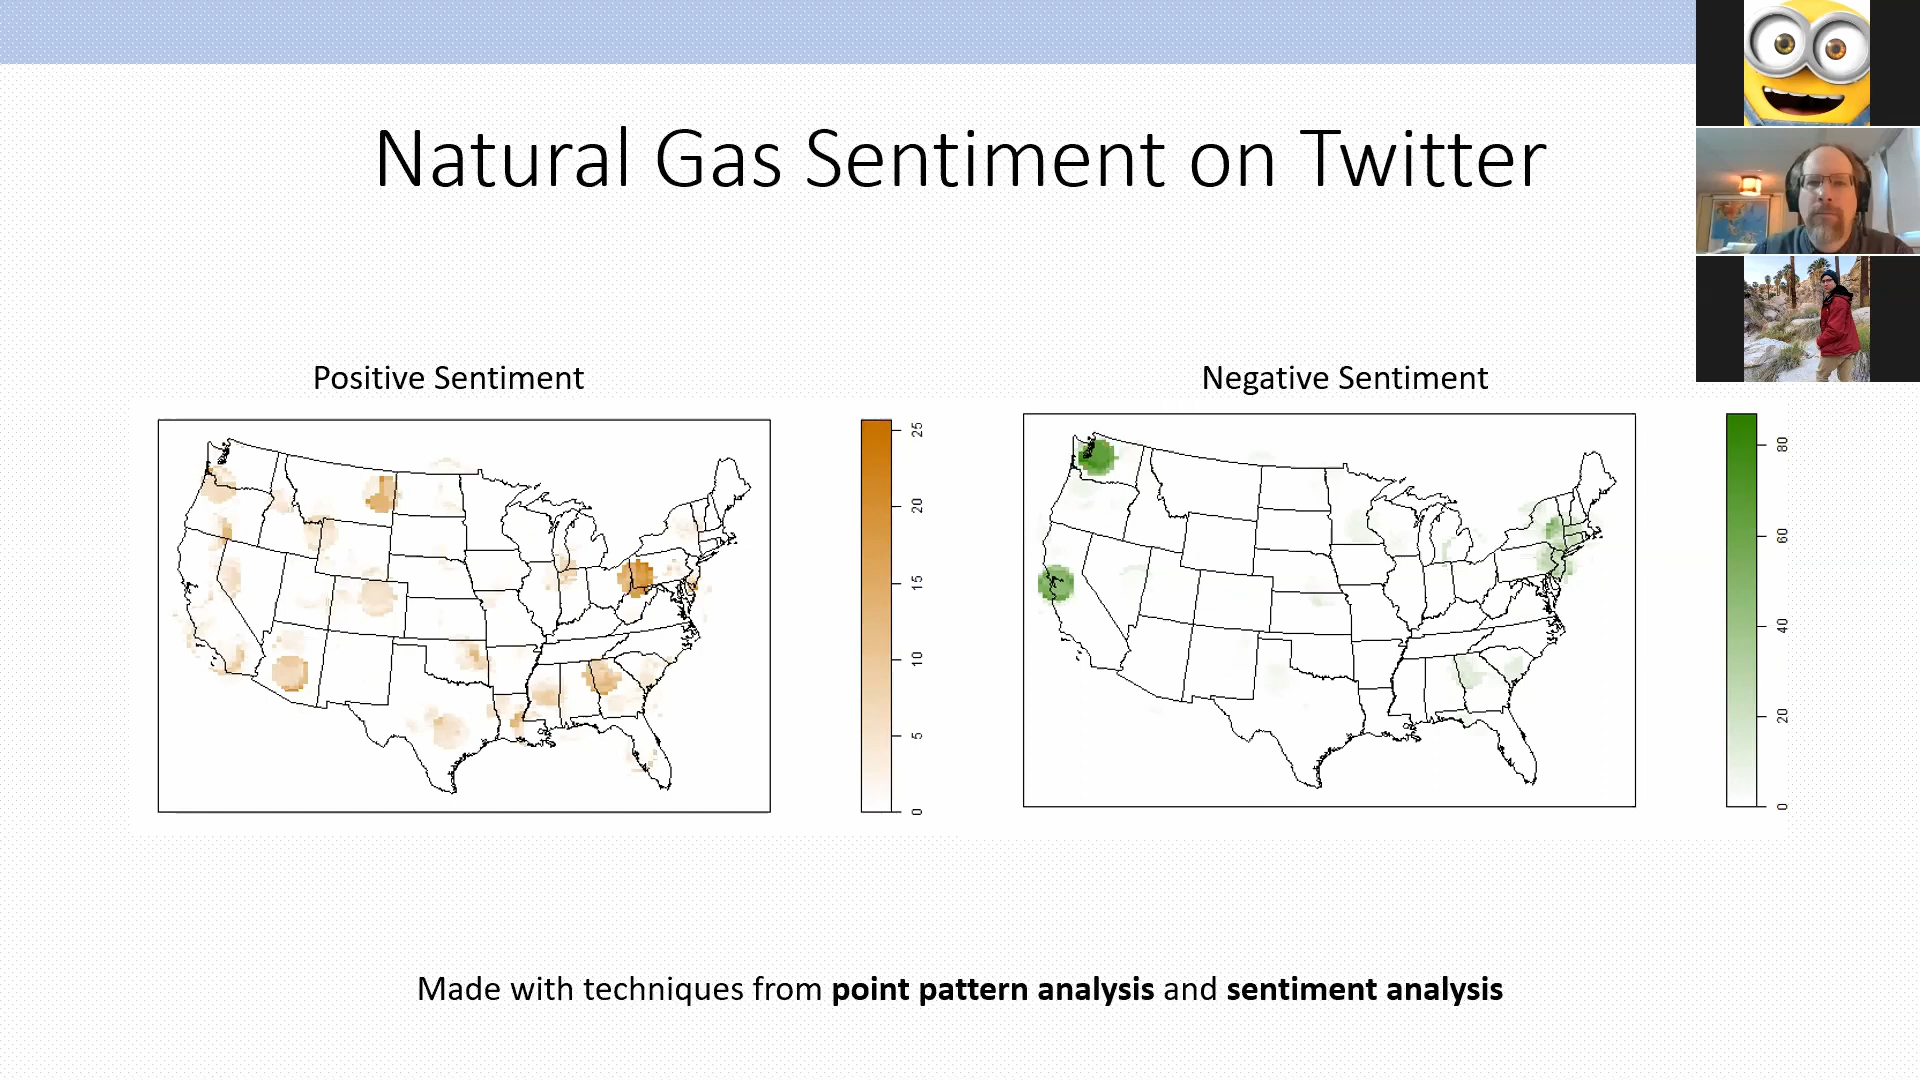 Natural Gas Sentiment on Twitter
Positive Sentiment
Negative Sentiment
25
20
15
10
5
0
80
60
40
20
0
Made with techniques from point pattern analysis and sentiment analysis